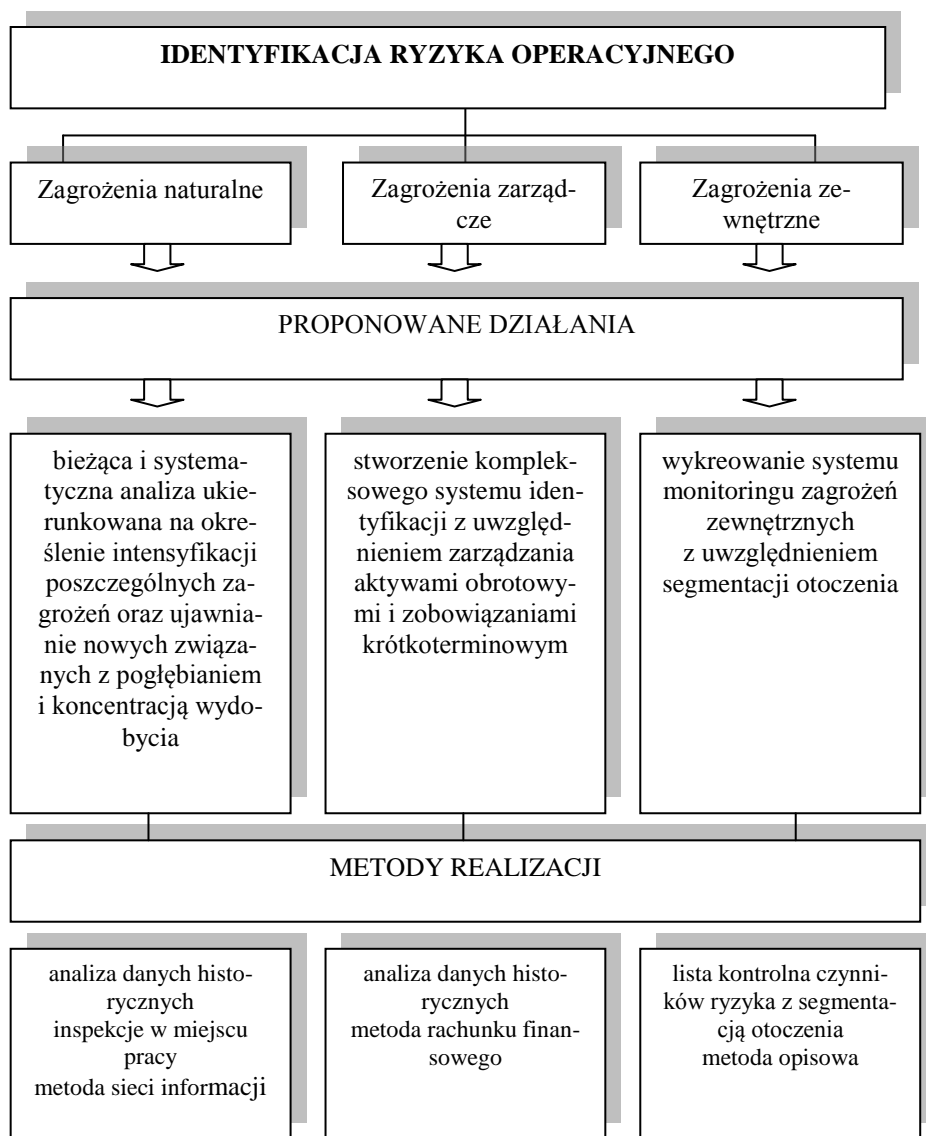 IDENTYFIKACJA RYZYKA OPERACYJNEGO
Zagrożenia naturalne
Zagrożenia zarząd-
cze
Zagrożenia ze-
wnętrzne
PROPONOWANE DZIAŁANIA
bieżąca i systema-
tyczna analiza ukie-
runkowana na okre-
ślenie intensyfikacji
poszczególnych za-
grożeń oraz ujawnia-
nie nowych związa-
nych z pogłębianiem
i koncentracją wydo-
bycia
stworzenie komplek-
sowego systemu iden-
tyfikacji z uwzględ-
nieniem zarządzania
aktywami obrotowy-
mi i zobowiązaniami
krótkoterminowym
wykreowanie systemu
monitoringu zagrożeń
zewnętrznych
z uwzględnieniem
segmentacji otoczenia
METODY REALIZACJI
analiza danych histo-
rycznych
inspekcje w miejscu
pracy
metoda sieci informacji
analiza danych histo-
rycznych
metoda rachunku finan-
sowego
lista kontrolna czynni-
ków ryzyka z segmenta-
cją otoczenia
metoda opisowa